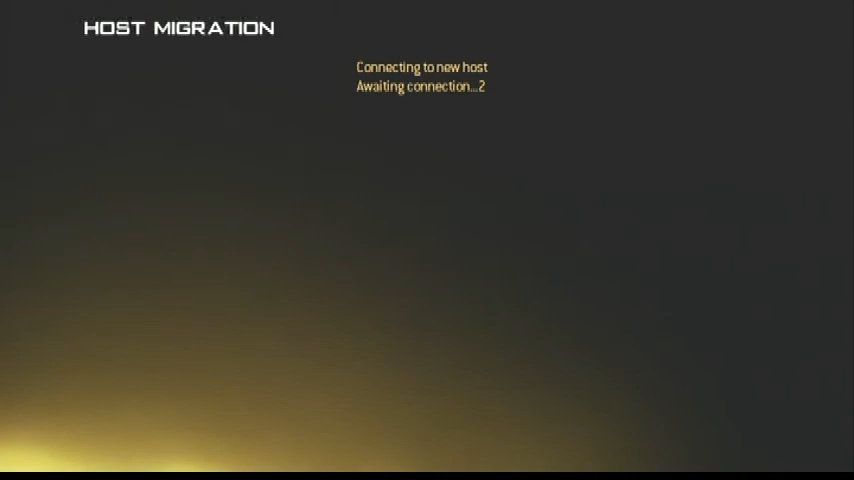 HOST MIGRATION
Connecting to new host
Awaiting connection...2